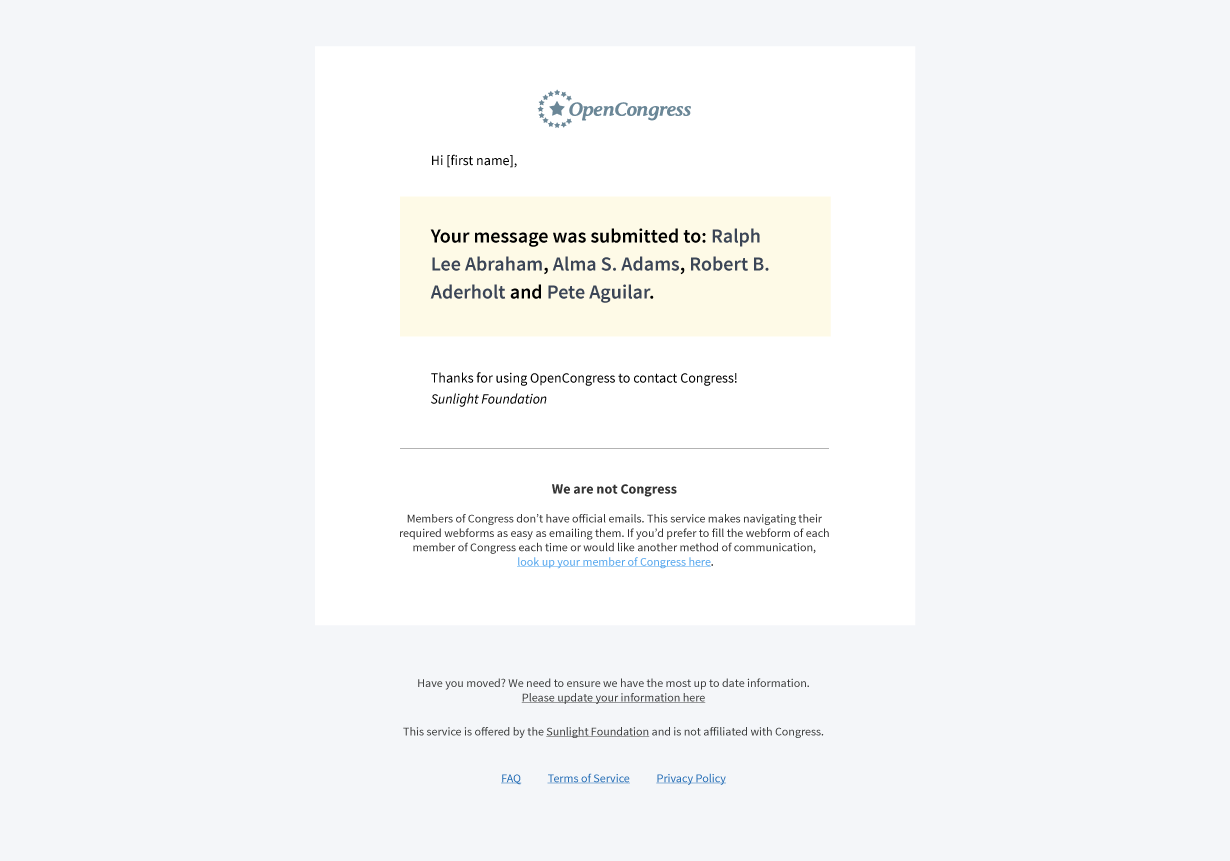 OpenCongress
Hi [first name],
Your message was submitted to: Ralph
Lee Abraham, Alma S. Adams, Robert B.
Aderholt and Pete Aguilar.
Thanks for using OpenCongress to contact Congress!
Sunlight Foundation
We are not Congress
Members of Congress don’t have official emails. This service makes navigating their
required webforms as easy as emailing them. If you’d prefer to fill the webform of each
member of Congress each time or would like another method of communication,
look up your member of Congress here.
Have you moved? We need to ensure we have the most up to date information.
Please update your information here
This service is offered by the Sunlight Foundation and is not affiliated with Congress.
FAQ Terms of Service Privacy Policy